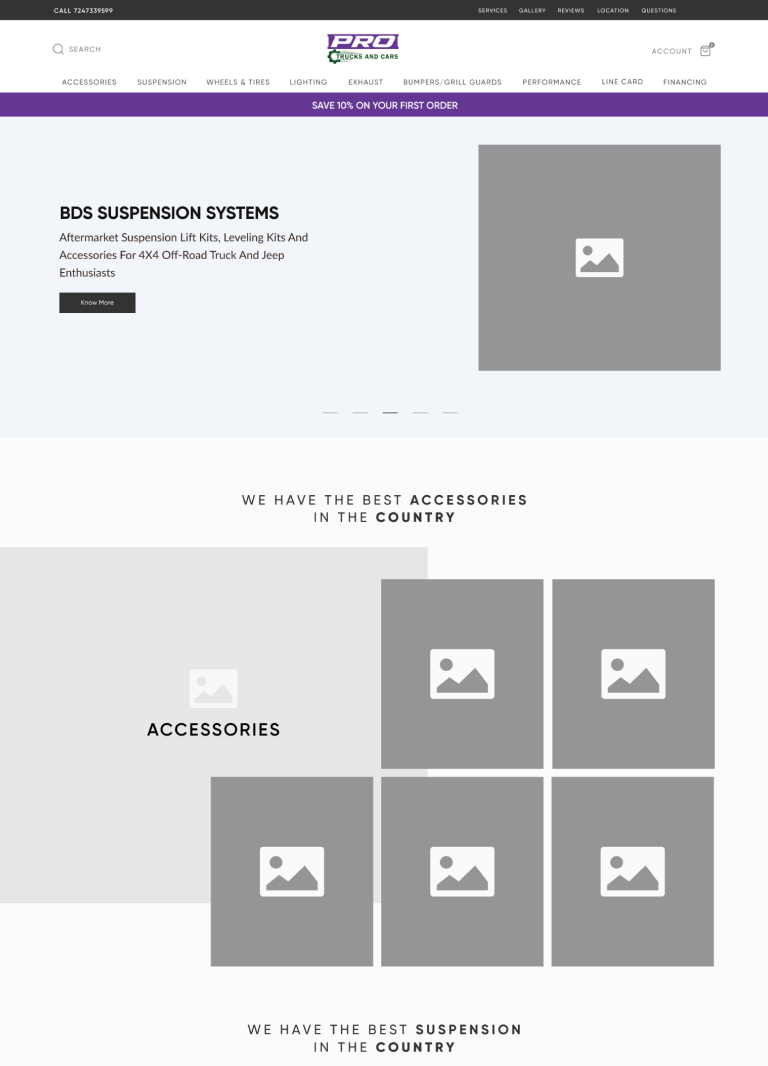 CALL 7247339599
SERVICES GALLERY REVIEWS LOCATION QUESTIONS
SEARCH
PRO
TRUCKS AND CARS
ACCOUNT
ACCESSORIES SUSPENSION WHEELS & TIRES LIGHTING EXHAUST BUMPERS/GRILL GUARDS PERFORMANCE LINE CARD FINANCING
SAVE 10% ON YOUR FIRST ORDER
BDS SUSPENSION SYSTEMS
Aftermarket Suspension Lift Kits, Leveling Kits And
Accessories For 4X4 Off-Road Truck And Jeep
Enthusiasts
Know More
WE HAVE THE BEST ACCESSORIES
IN THE COUNTRY
ACCESSORIES
WE HAVE THE BEST SUSPENSION
IN THE COUNTRY